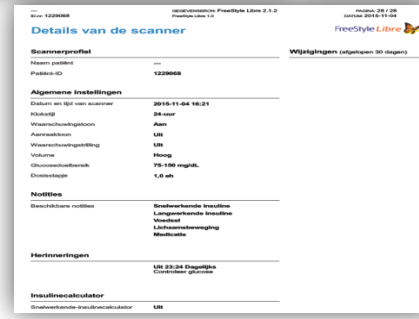 ---
ID-nr: 1229068
GEGEVENSBRON: FreeStyle Libre 2.1.2
FreeStyle Libre 1.0
PAGINA: 28 / 28
DATUM: 2015-11-04
Details van de scanner
FreeStyle Libre
Scannerprofiel
Naam patiënt ---
Patiënt-ID 1229068
Algemene instellingen
Datum en tijd van scanner 2015-11-04 16:21
Klokstijl 24-uur
Waarschuwingstoon Aan
Aanraaktoon Uit
Waarschuwingstrilling Uit
Volume Hoog
Glucosedoelbereik 75-150 mg/dL
Dosisstapje 1,0 eh
Notities
Beschikbare notities Snelwerkende insuline
Langwerkende insuline
Voedsel
Lichaamsbeweging
Medicatie
Herinneringen
Uit 23:24 Dagelijks
Controleer glucose
Insulinecalculator
Snelwerkende-insulinecalculator Uit
Wijzigingen (afgelopen 30 dagen)